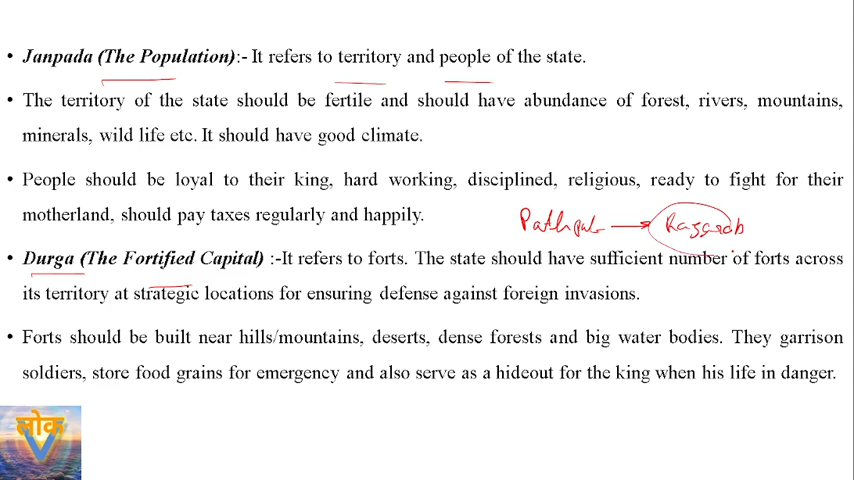 • Janpada (The Population):- It refers to territory and people of the state.
• The territory of the state should be fertile and should have abundance of forest, rivers, mountains,
minerals, wild life etc. It should have good climate.
• People should be loyal to their king, hard working, disciplined, religious, ready to fight for their
motherland, should pay taxes regularly and happily.
• Durga (The Fortified Capital) :-It refers to forts. The state should have sufficient number of forts across
its territory at strategic locations for ensuring defense against foreign invasions.
• Forts should be built near hills/mountains, deserts, dense forests and big water bodies. They garrison
soldiers, store food grains for emergency and also serve as a hideout for the king when his life in danger.
लोक
V